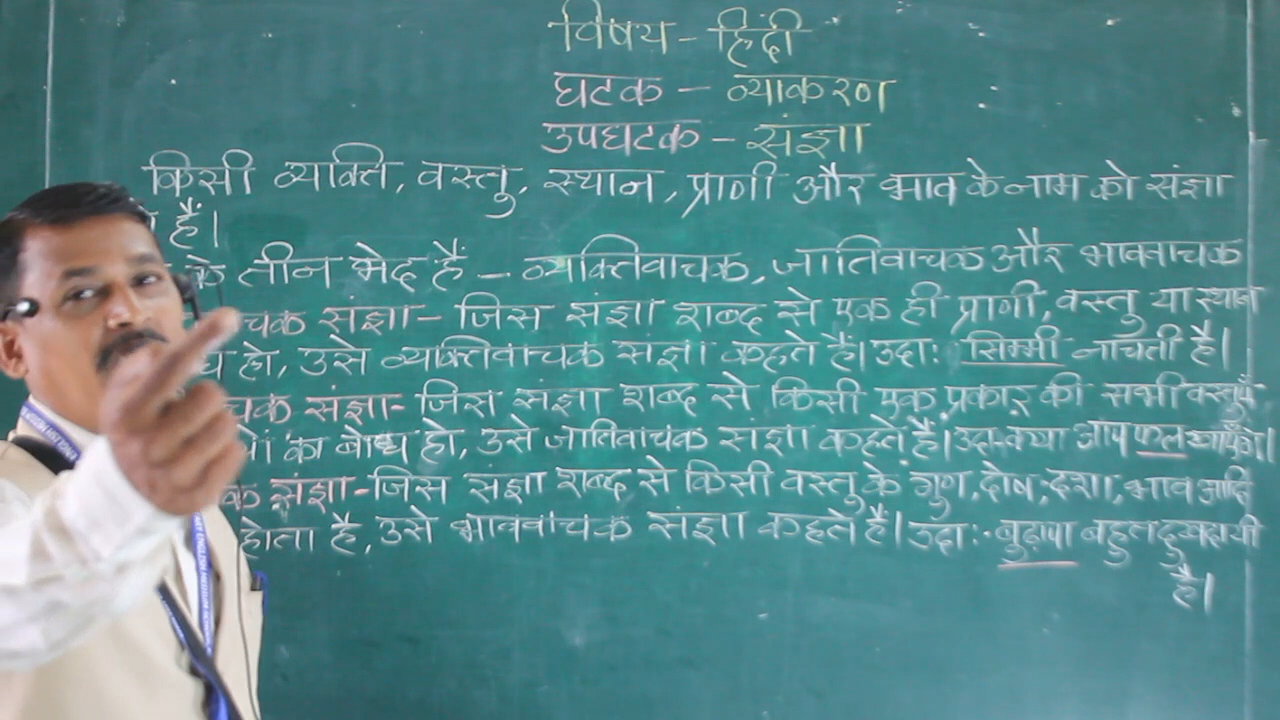 विषय - हिंदी
घटक - व्याकरण
उपघटक - संज्ञा
किसी व्यक्ति, वस्तु, स्थान, प्राणी और भाव के नाम को संज्ञा
हैं।
के तीन भेद हैं - व्यक्तिवाचक, जातिवाचक और भाववाचक
चक संज्ञा - जिस संज्ञा शब्द से एक ही प्राणी, वस्तु या स्थान
हो, उसे व्यक्तिवाचक संज्ञा कहते हैं। उदाः सिम्मी नाचती है।
चक संज्ञा - जिस संज्ञा शब्द से किसी एक प्रकार की सभी वस्तुएँ
का बोध हो, उसे जातिवाचक संज्ञा कहते हैं। उदा- क्या आप फल
क संज्ञा - जिस संज्ञा शब्द से किसी वस्तु के गुण, दोष, दशा, भाव आदि
होता है, उसे भाववाचक संज्ञा कहते हैं। उदाः- बुढ़ापा बहुत
है।